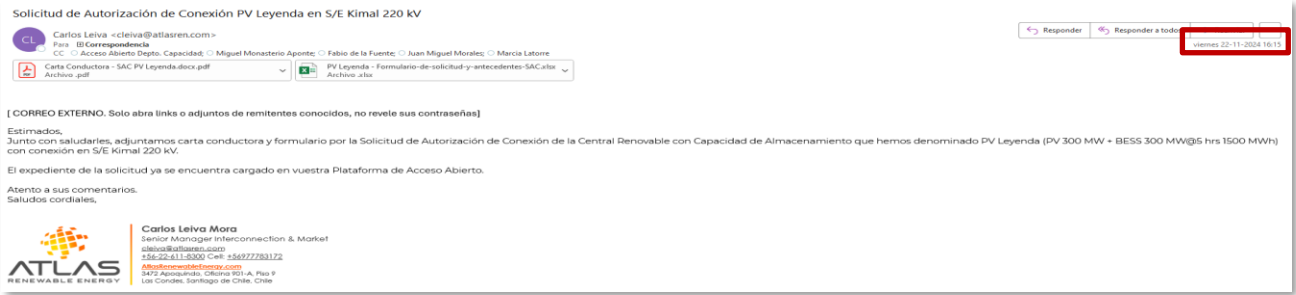 Solicitud de Autorización de Conexión PV Leyenda en S/E Kimal 220 kV
CL
Carlos Leiva <cleiva@atlasren.com>
Para Correspondencia
CC Acceso Abierto Depto. Capacidad; Miguel Monasterio Aponte; Fabio de la Fuente; Juan Miguel Morales; Marcia Latorre
Responder
Responder a todos
viernes 22-11-2024 16:15
Carta Conductora - SAC PV Leyenda.docx.pdf
Archivo .pdf
PV Leyenda - Formulario-de-solicitud-y-antecedentes-SAC.xlsx
Archivo .xlsx
[ CORREO EXTERNO. Solo abra links o adjuntos de remitentes conocidos, no revele sus contraseñas]
Estimados,
Junto con saludarles, adjuntamos carta conductora y formulario por la Solicitud de Autorización de Conexión de la Central Renovable con Capacidad de Almacenamiento que hemos denominado PV Leyenda (PV 300 MW + BESS 300 MW@5 hrs 1500 MWh)
con conexión en S/E Kimal 220 kV.
El expediente de la solicitud ya se encuentra cargado en vuestra Plataforma de Acceso Abierto.
Atento a sus comentarios.
Saludos cordiales,
ATLAS
RENEWABLE ENERGY
Carlos Leiva Mora
Senior Manager Interconnection & Market
cleiva@atlasren.com
+56-22-611-8300 Cell: +56977783172
AtlasRenewableEnergy.com
3472 Apoquindo, Oficina 901-A, Piso 9
Las Condes, Santiago de Chile, Chile